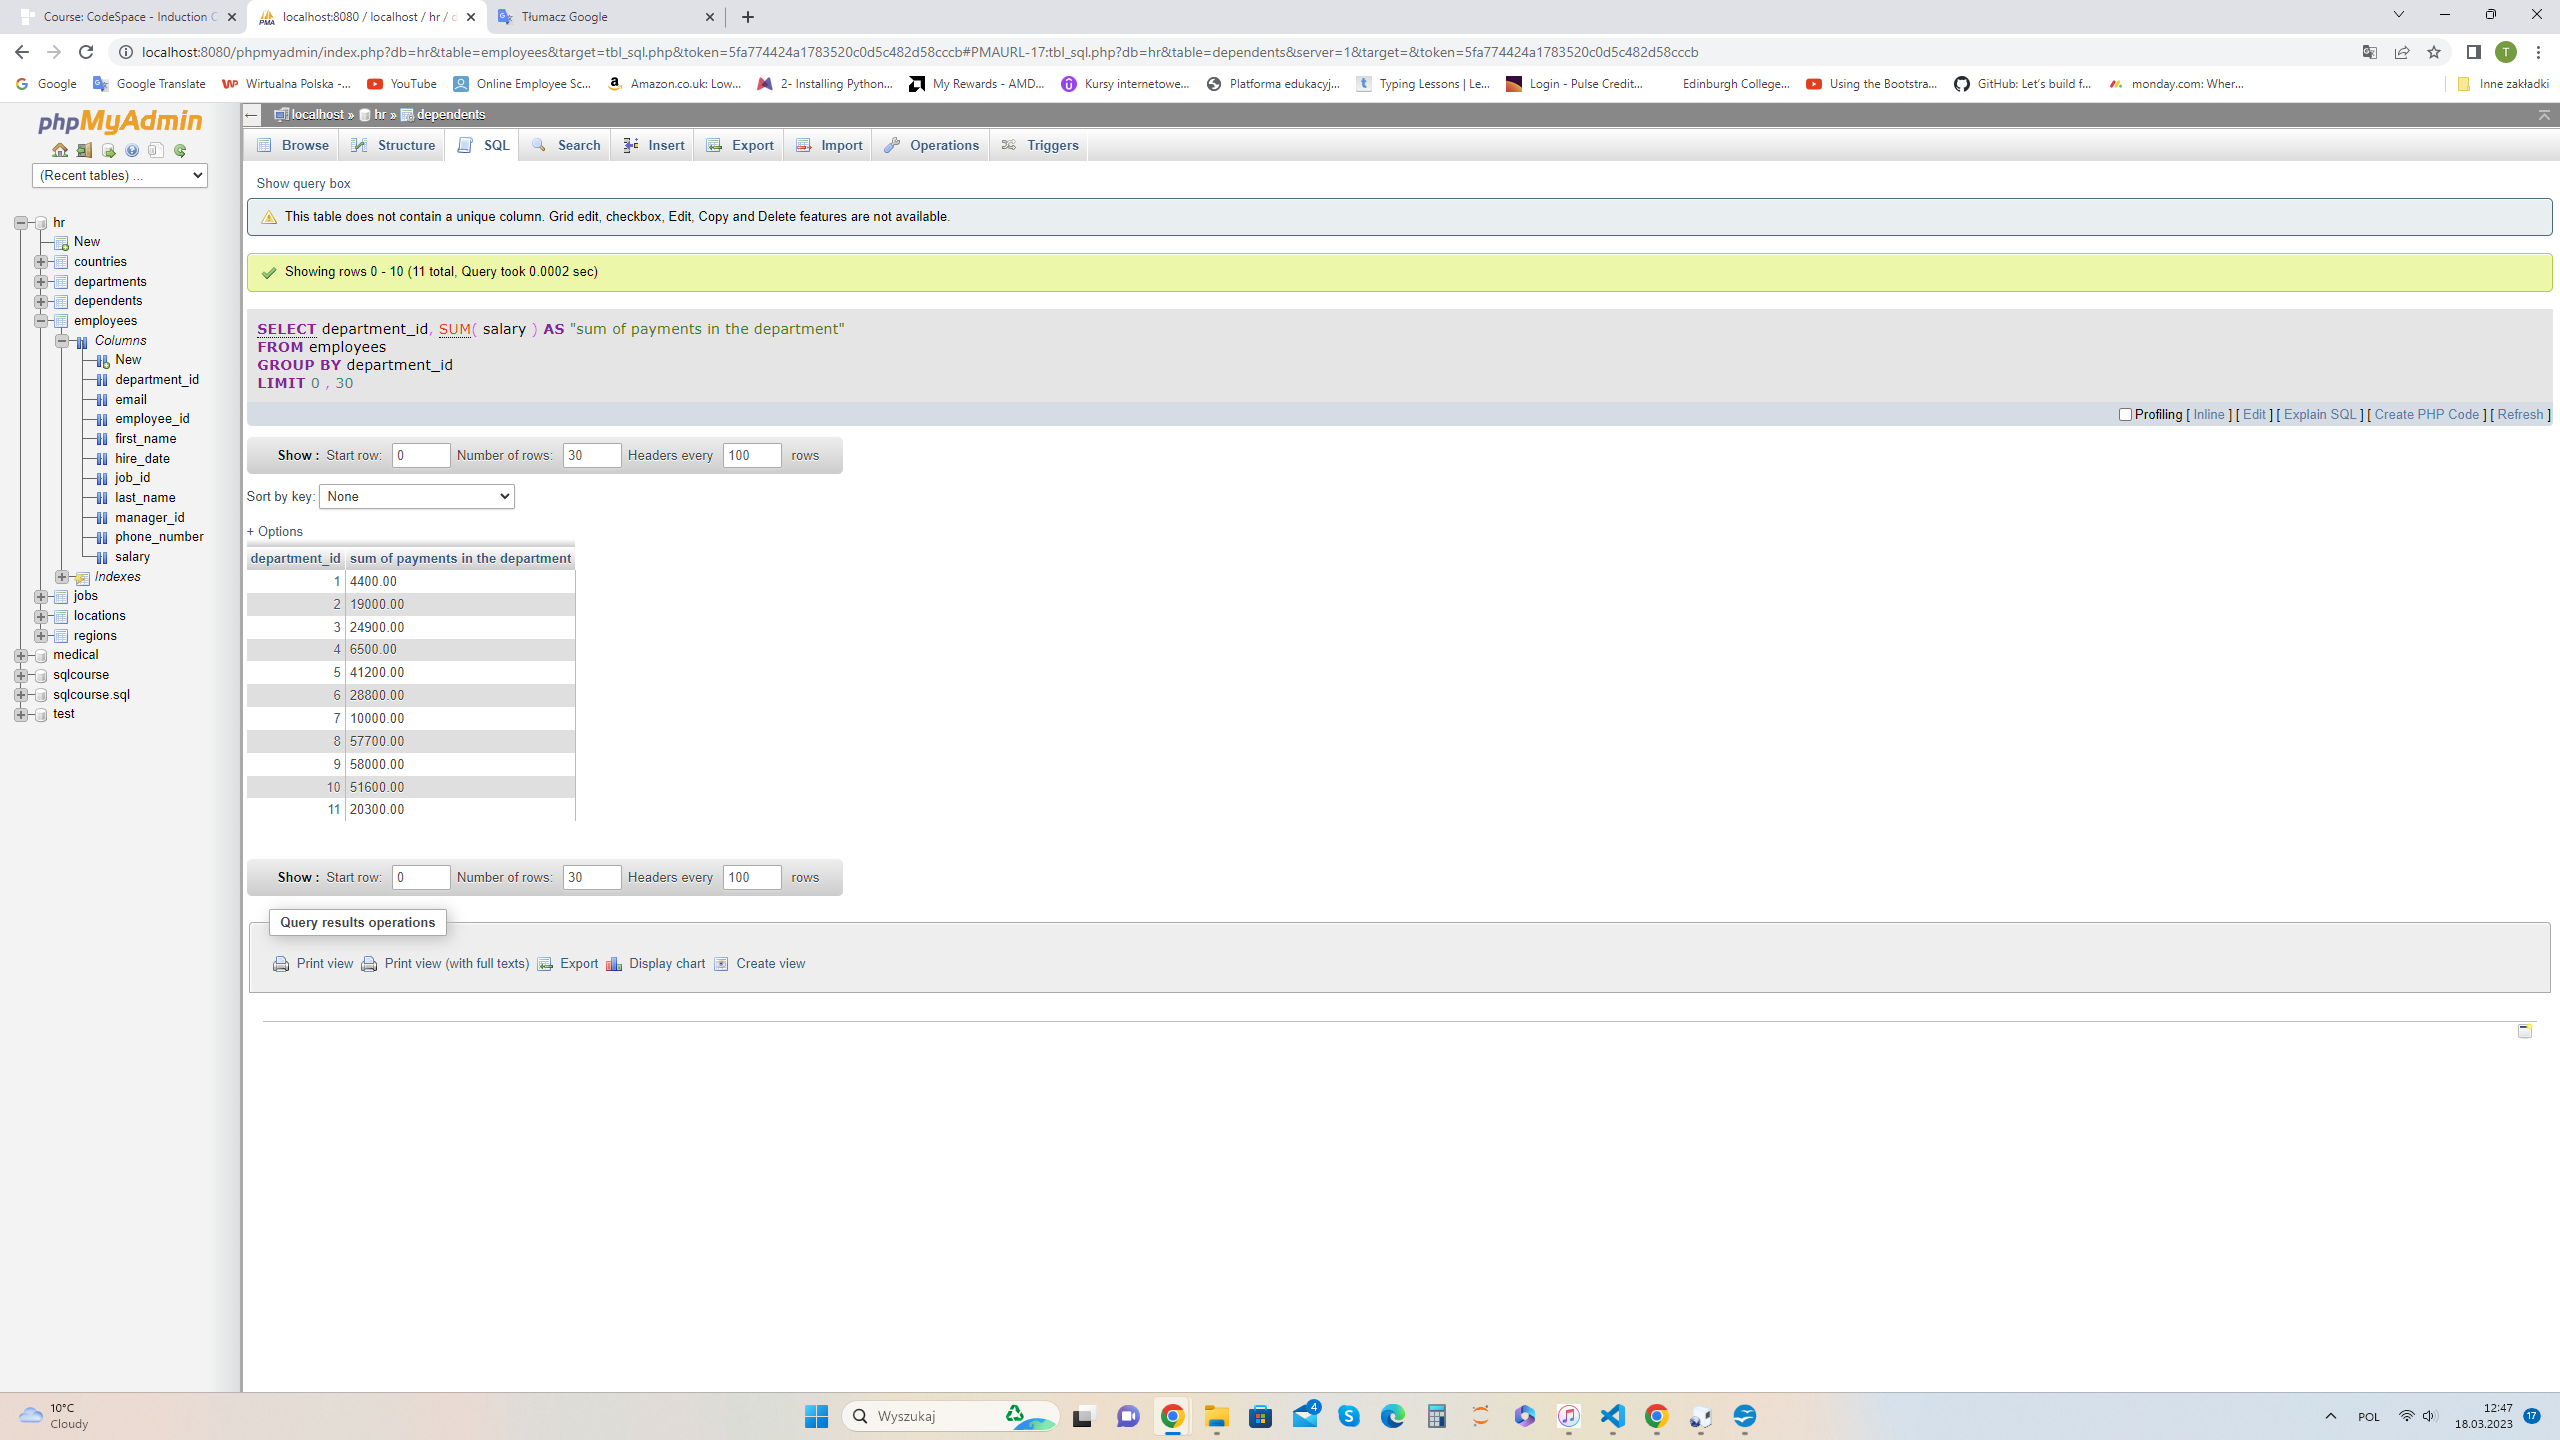 Course: CodeSpace - Induction C
localhost:8080 / localhost / hr / d
Tłumacz Google
localhost:8080/phpmyadmin/index.php?db=hr&table=employees&target=tbl_sql.php&token=5fa774424a1783520c0d5c482d58cccb#PMAURL-17:tbl_sql.php?db=hr&table=dependents&server=1&target=&token=5fa774424a1783520c0d5c482d58cccb
T
Google
Google Translate
Wirtualna Polska -...
YouTube
Online Employee Sc...
Amazon.co.uk: Low...
2- Installing Python...
My Rewards - AMD...
Kursy internetowe...
Platforma edukacyj...
Typing Lessons | Le...
Login - Pulse Credit...
Edinburgh College...
Using the Bootstra...
GitHub: Let's build f...
monday.com: Wher...
Inne zakładki
phpMyAdmin
(Recent tables) ...
hr
New
countries
departments
dependents
employees
Columns
New
department_id
email
employee_id
first_name
hire_date
job_id
last_name
manager_id
phone_number
salary
Indexes
jobs
locations
regions
medical
sqlcourse
sqlcourse.sql
test
localhost » hr » dependents
Browse Structure SQL Search Insert Export Import Operations Triggers
Show query box
This table does not contain a unique column. Grid edit, checkbox, Edit, Copy and Delete features are not available.
Showing rows 0 - 10 (11 total, Query took 0.0002 sec)
SELECT department_id, SUM( salary ) AS "sum of payments in the department"
FROM employees
GROUP BY department_id
LIMIT 0 , 30
Profiling [ Inline ] [ Edit ] [ Explain SQL ] [ Create PHP Code ] [ Refresh ]
Show : Start row: 0 Number of rows: 30 Headers every 100 rows
Sort by key: None
+ Options
department_id sum of payments in the department
1 4400.00
2 19000.00
3 24900.00
4 6500.00
5 41200.00
6 28800.00
7 10000.00
8 57700.00
9 58000.00
10 51600.00
11 20300.00
Show : Start row: 0 Number of rows: 30 Headers every 100 rows
Query results operations
Print view Print view (with full texts) Export Display chart Create view
10°C
Cloudy
Wyszukaj
4
POL
12:47
18.03.2023
17